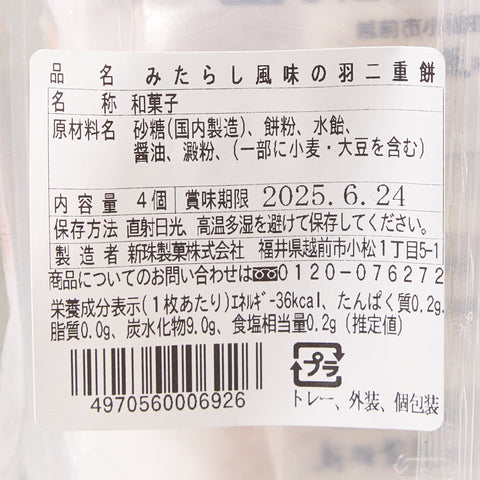 越前市小松
品名 みたらし風味の羽二重餅
名称 和菓子
原材料名 砂糖(国内製造)、餅粉、水飴、
醤油、澱粉、(一部に小麦・大豆を含む)
内容量 4個 賞味期限 2025.6.24
保存方法 直射日光、高温多湿を避けて保存してください。
製造者 新珠製菓株式会社 福井県越前市小松1丁目5-1
商品についてのお問い合わせは 0120-076272
栄養成分表示(1枚あたり)エネルギー36kcal、たんぱく質0.2g、
脂質0.0g、炭水化物9.0g、食塩相当量0.2g(推定値)
プラ
4970560006926
トレー、外装、個包装